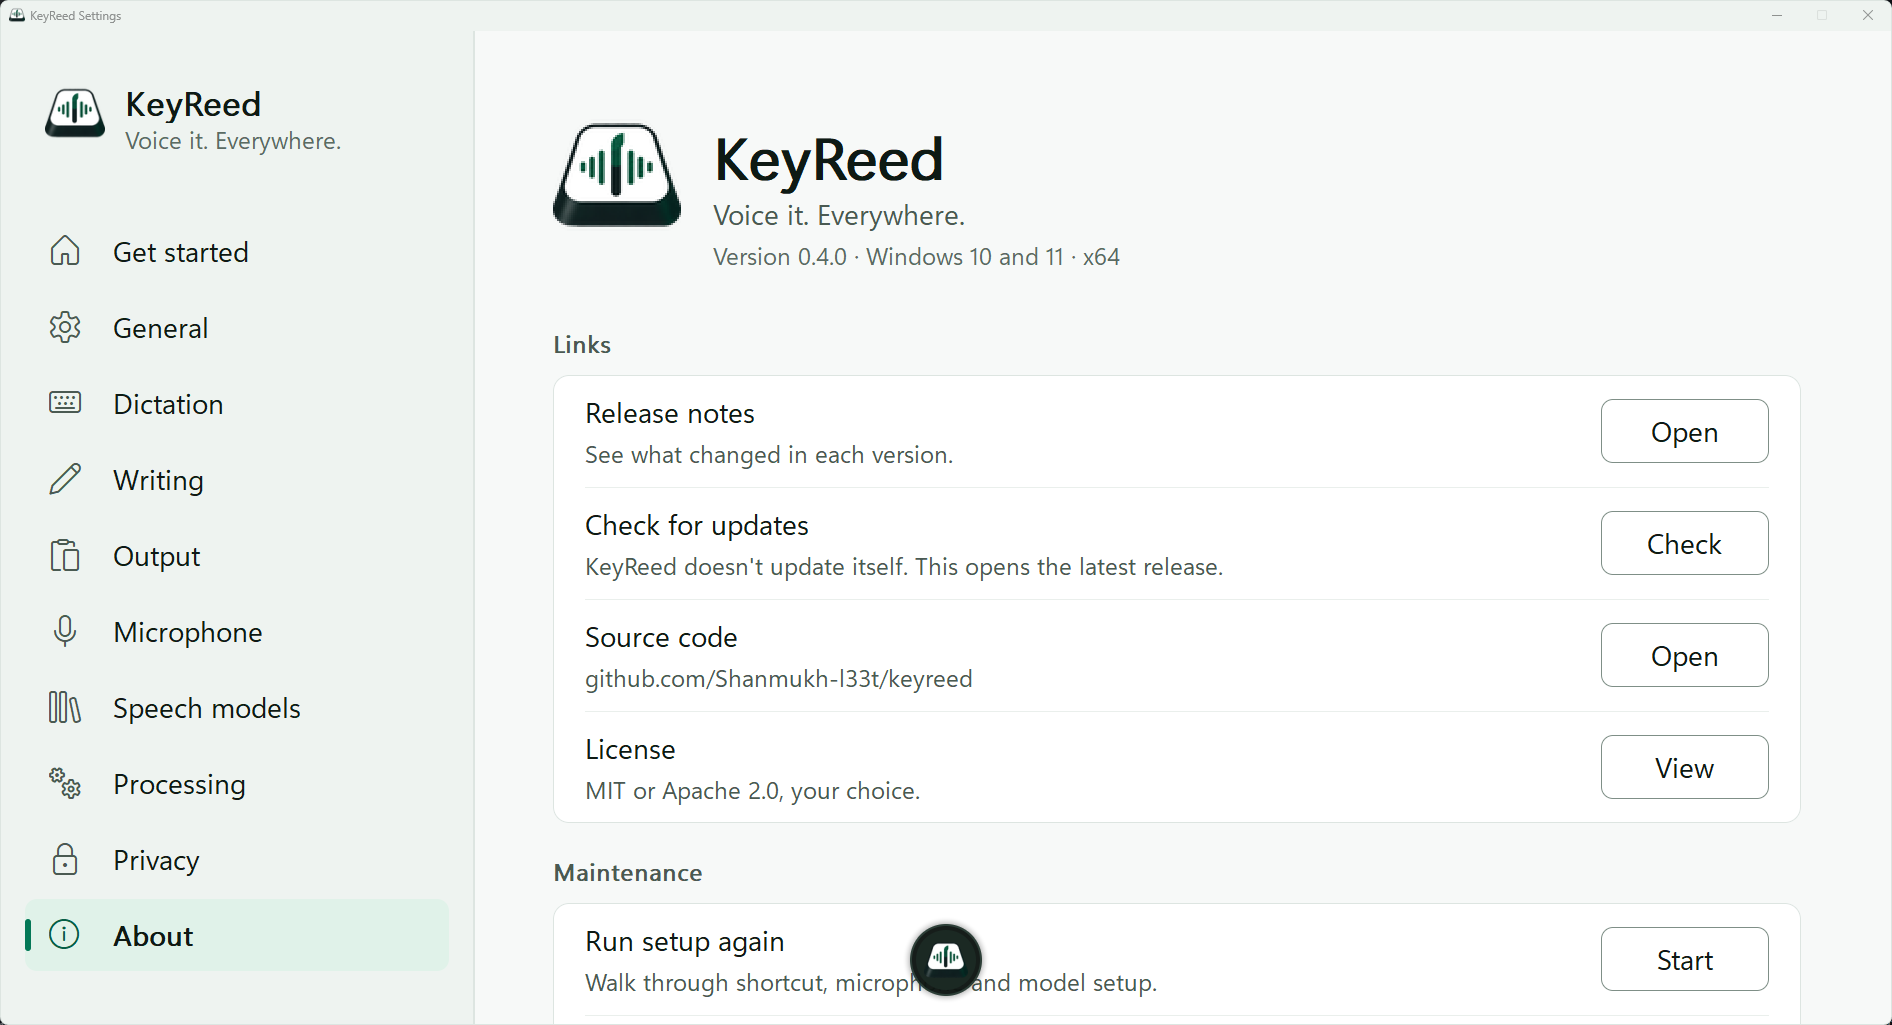 KeyReed Settings
KeyReed
Voice it. Everywhere.
Get started
General
Dictation
Writing
Output
Microphone
Speech models
Processing
Privacy
About
KeyReed
Voice it. Everywhere.
Version 0.4.0 · Windows 10 and 11 · x64
Links
Release notes
See what changed in each version.
Open
Check for updates
KeyReed doesn't update itself. This opens the latest release.
Check
Source code
github.com/Shanmukh-l33t/keyreed
Open
License
MIT or Apache 2.0, your choice.
View
Maintenance
Run setup again
Walk through shortcut, microph and model setup.
Start